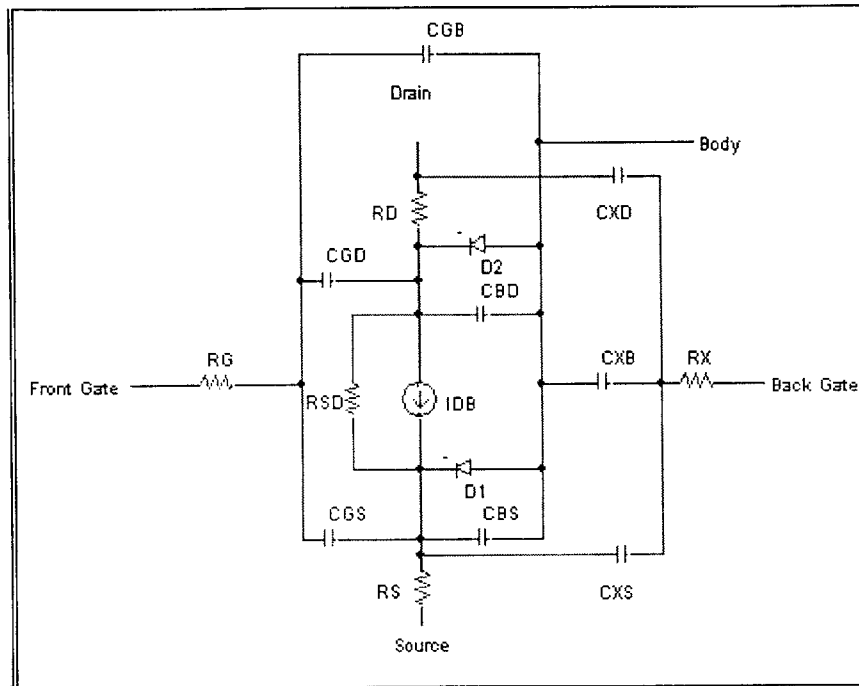 CGB
Drain
Body
RD
CXD
CGD
D2
CBD
RG
CXB
RX
Front Gate
RSD
IDB
Back Gate
D1
CGS
CBS
RS
CXS
Source